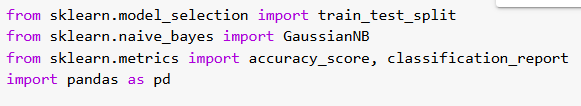 from sklearn.model_selection import train_test_split
from sklearn.naive_bayes import GaussianNB
from sklearn.metrics import accuracy_score, classification_report
import pandas as pd